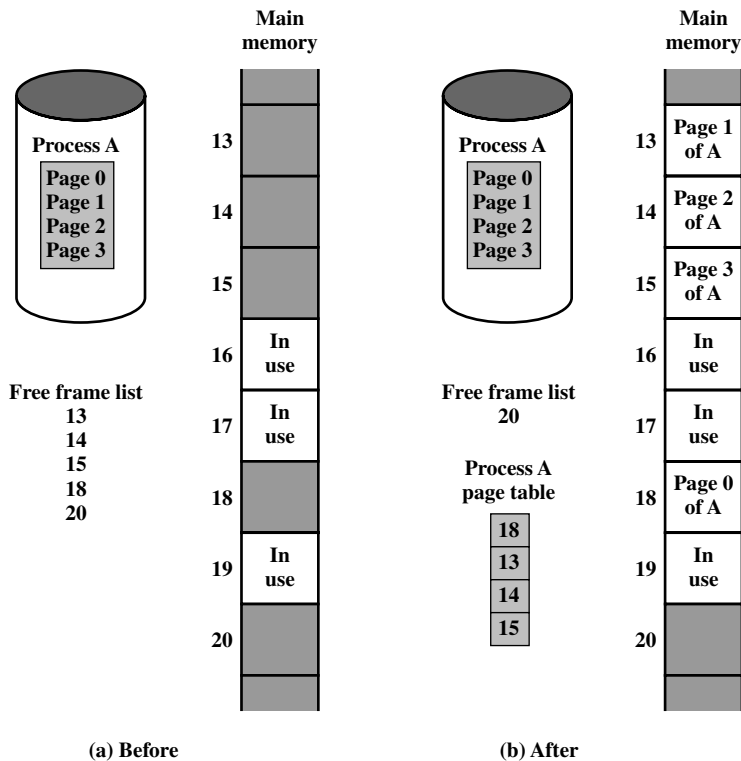 Main
memory
Process A
Page 0
Page 1
Page 2
Page 3
Free frame list
13
14
15
18
20
13
14
15
16
In
use
17
In
use
18
19
In
use
20
(a) Before
Main
memory
Process A
Page 0
Page 1
Page 2
Page 3
Free frame list
20
Process A
page table
18
13
14
15
13
Page 1
of A
14
Page 2
of A
15
Page 3
of A
16
In
use
17
In
use
18
Page 0
of A
19
In
use
20
(b) After